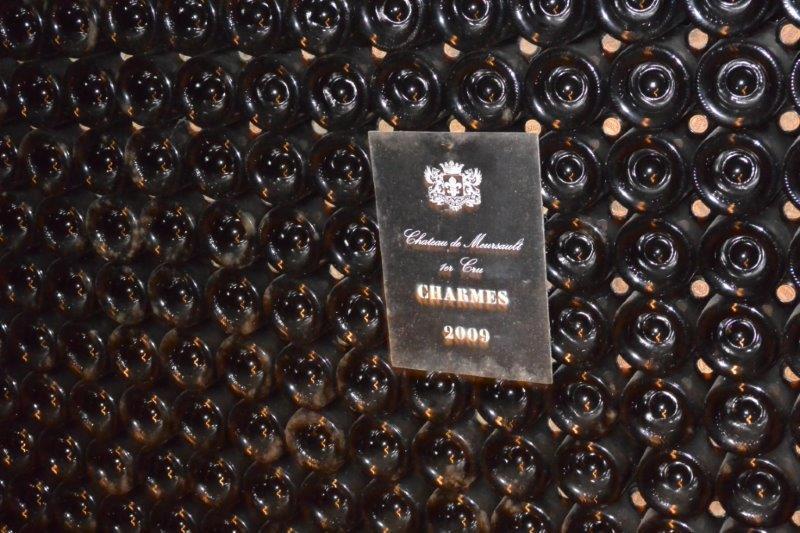 Chateau de Meursault
1er Cru
CHARMES
2009